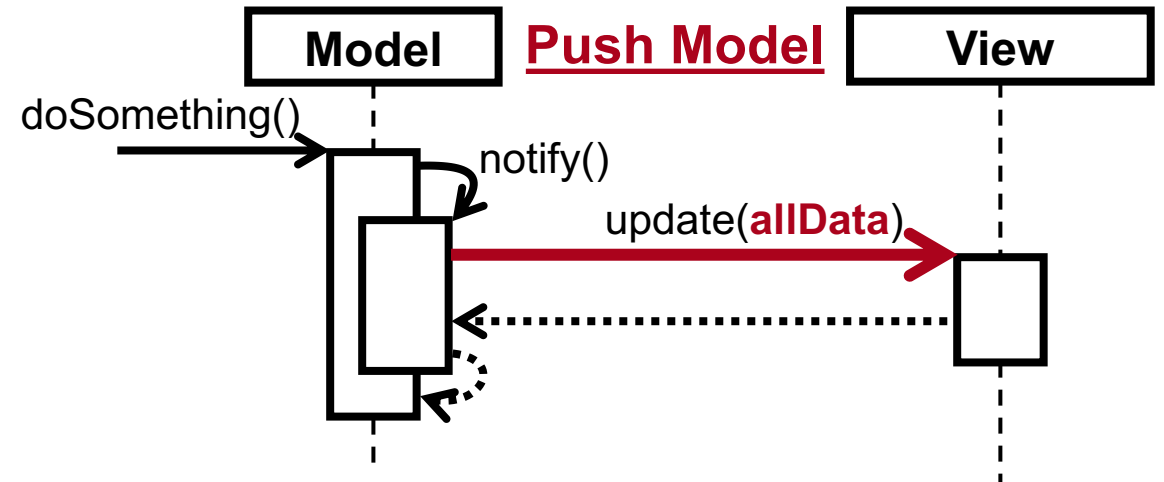 Model
Push Model
View
doSomething()
notify()
update(allData)